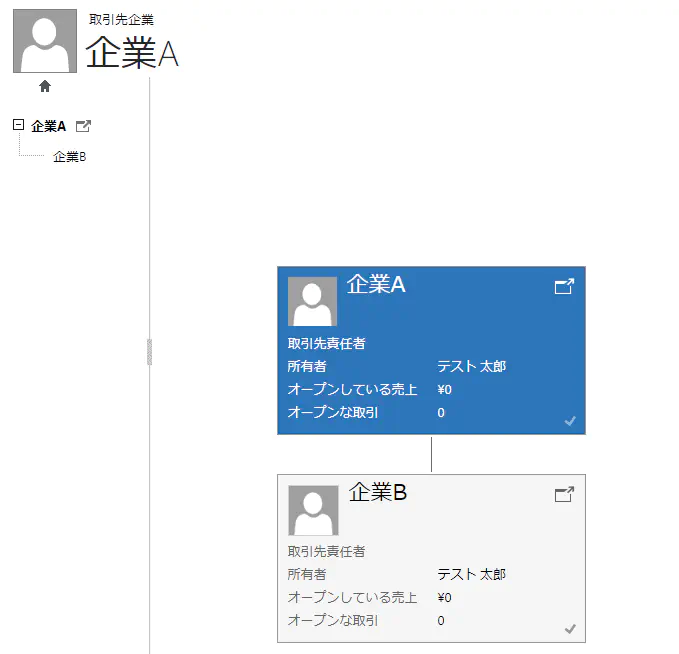 取引先企業
企業A
企業A
企業B
企業A
取引先責任者
所有者 テスト 太郎
オープンしている売上 ¥0
オープンな取引 0
企業B
取引先責任者
所有者 テスト 太郎
オープンしている売上 ¥0
オープンな取引 0